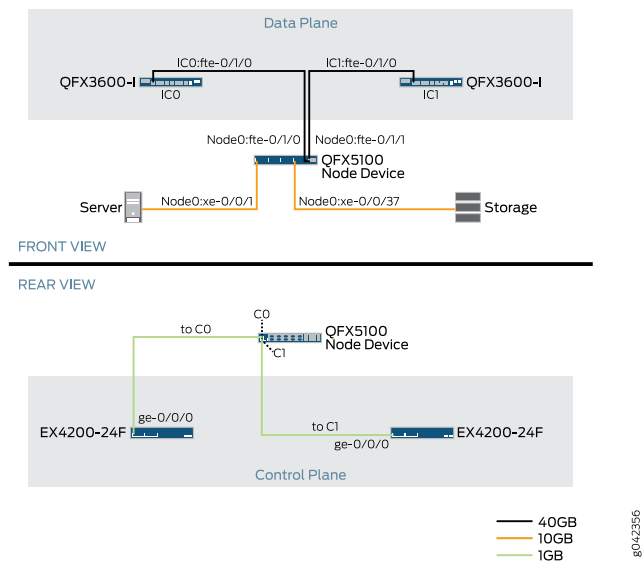 Data Plane
IC0:fte-0/1/0
IC1:fte-0/1/0
QFX3600-I
IC0
IC1
QFX3600-I
Node0:fte-0/1/0
Node0:fte-0/1/1
QFX5100
Node Device
Server
Node0:xe-0/0/1
Node0:xe-0/0/37
Storage
FRONT VIEW
REAR VIEW
C0
to C0
QFX5100
Node Device
C1
ge-0/0/0
EX4200-24F
to C1
ge-0/0/0
EX4200-24F
Control Plane
40GB
10GB
1GB
g042356